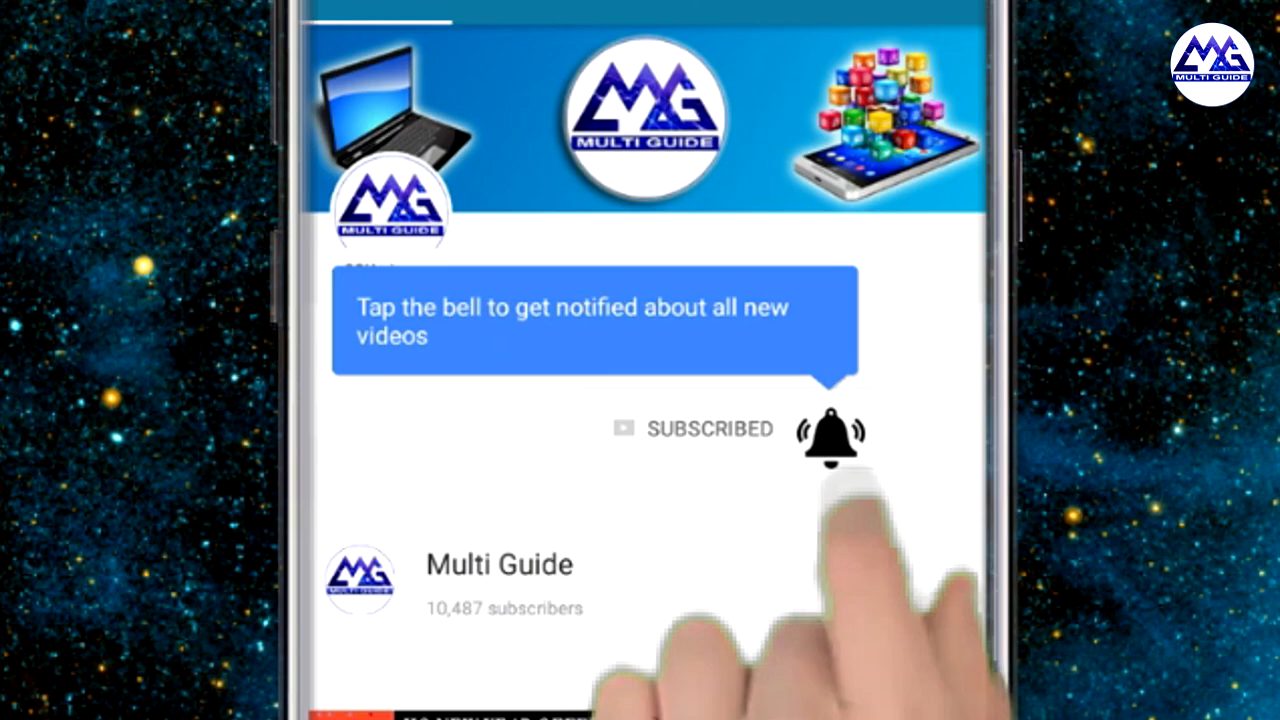 MULTI GUIDE
MULTI GUIDE
MULTI GUIDE
Tap the bell to get notified about all new
videos
SUBSCRIBED
Multi Guide
10,487 subscribers
MULTI GUIDE